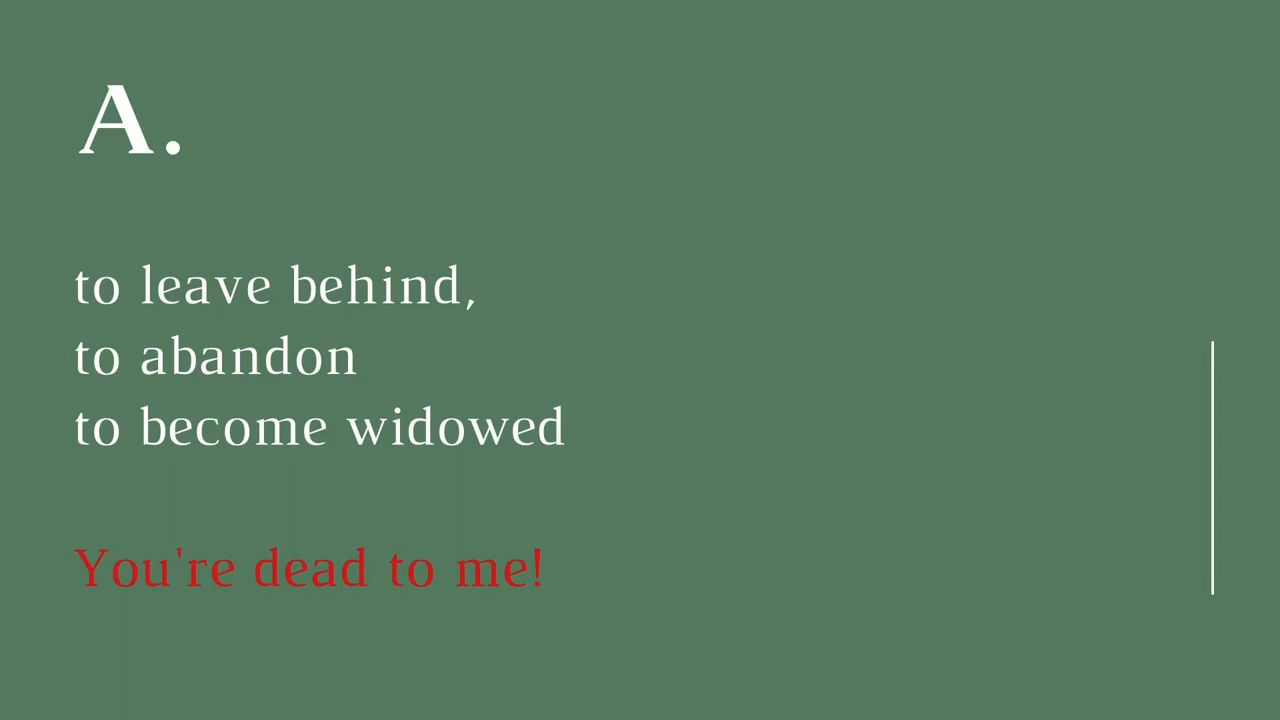 A.
to leave behind,
to abandon
to become widowed
You're dead to me!